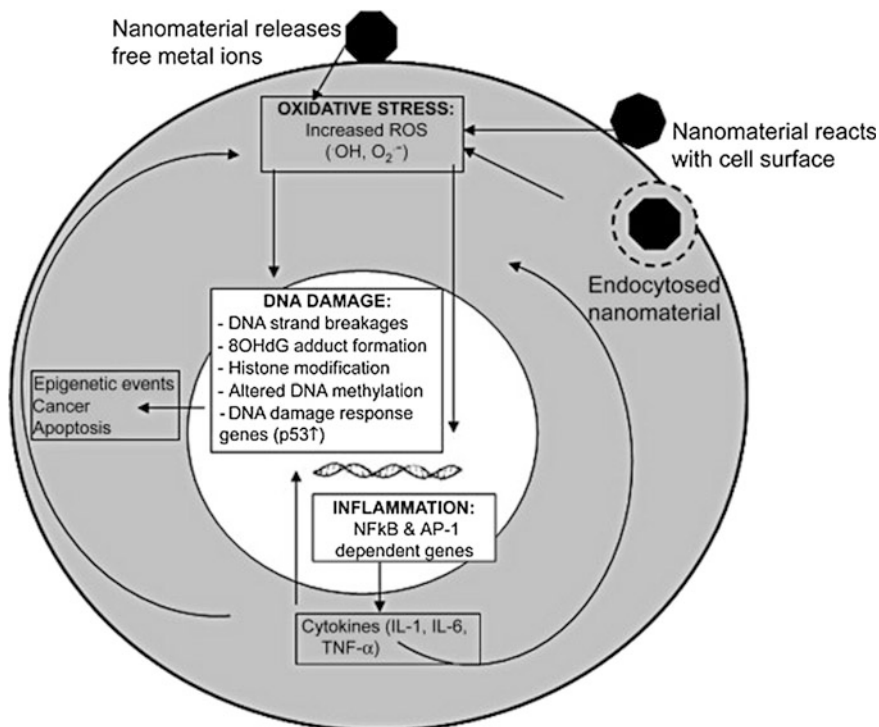 Nanomaterial releases
free metal ions
OXIDATIVE STRESS:
Increased ROS
(·OH, O₂·⁻)
Nanomaterial reacts
with cell surface
Endocytosed
nanomaterial
DNA DAMAGE:
- DNA strand breakages
- 8OHdG adduct formation
- Histone modification
- Altered DNA methylation
- DNA damage response
genes (p53↑)
Epigenetic events
Cancer
Apoptosis
INFLAMMATION:
NFkB & AP-1
dependent genes
Cytokines (IL-1, IL-6,
TNF-α)